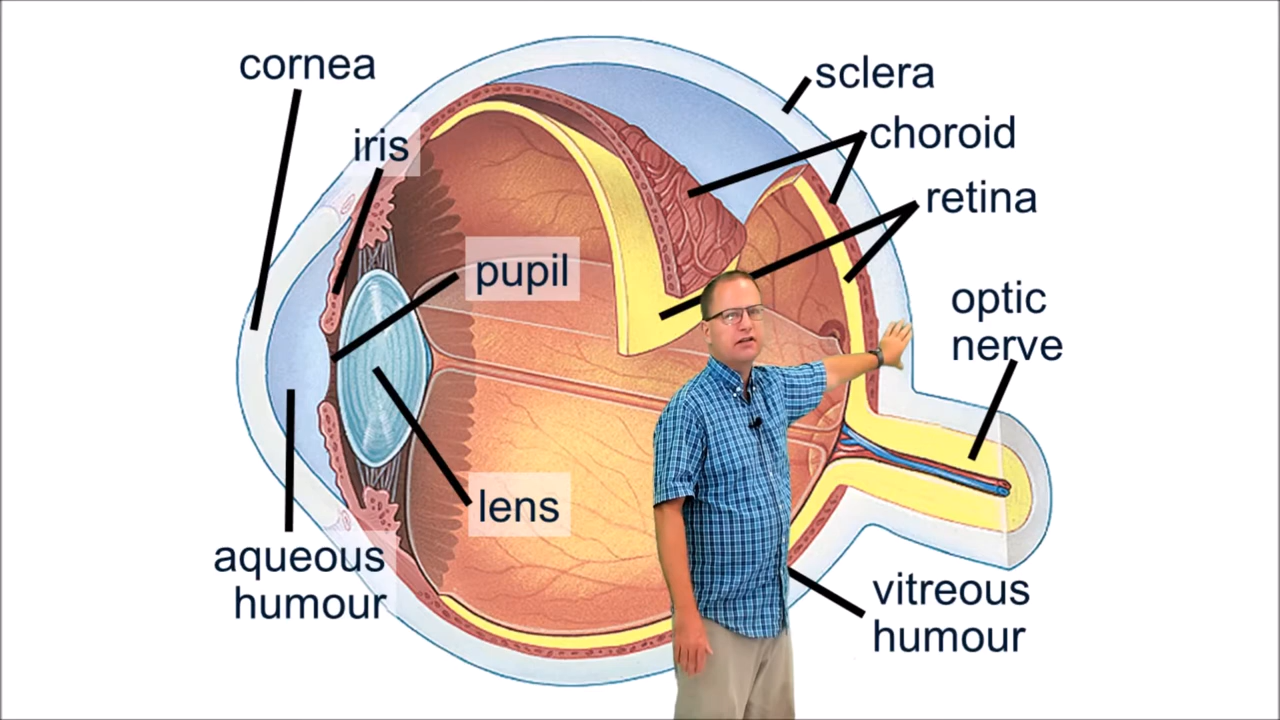 cornea
iris
pupil
lens
aqueous
humour
sclera
choroid
retina
optic
nerve
vitreous
humour